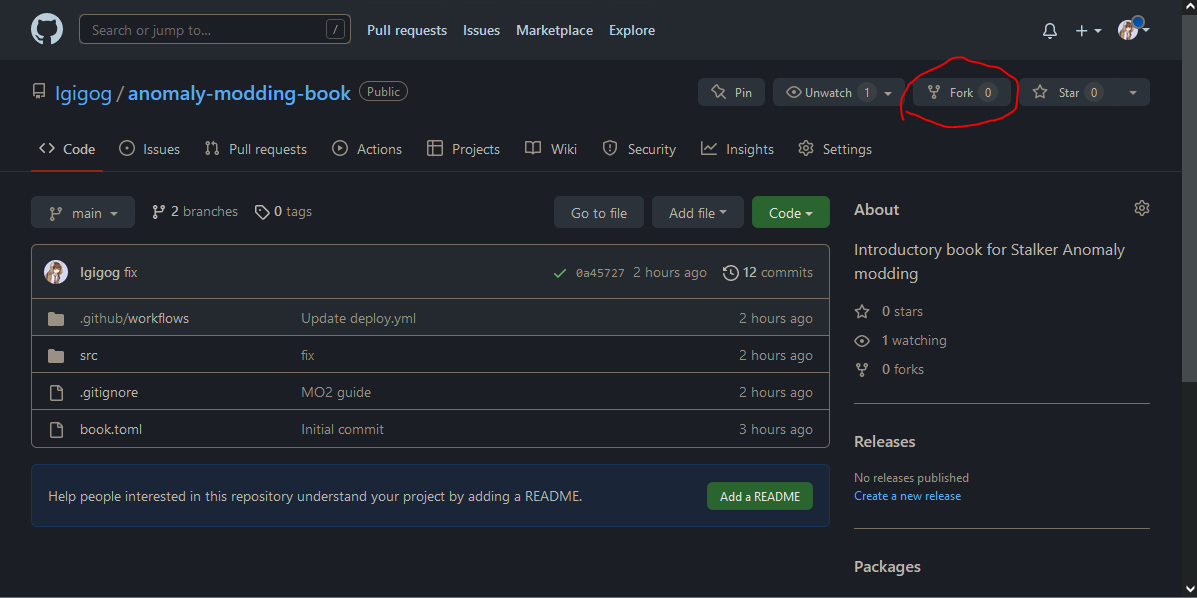 Search or jump to... / Pull requests Issues Marketplace Explore
Igigog / anomaly-modding-book Public Pin Unwatch 1 Fork 0 Star 0
Code Issues Pull requests Actions Projects Wiki Security Insights Settings
main 2 branches 0 tags Go to file Add file Code
Igigog fix 0a45727 2 hours ago 12 commits
.github/workflows Update deploy.yml 2 hours ago
src fix 2 hours ago
.gitignore MO2 guide 2 hours ago
book.toml Initial commit 3 hours ago
Help people interested in this repository understand your project by adding a README. Add a README
About
Introductory book for Stalker Anomaly
modding
0 stars
1 watching
0 forks
Releases
No releases published
Create a new release
Packages